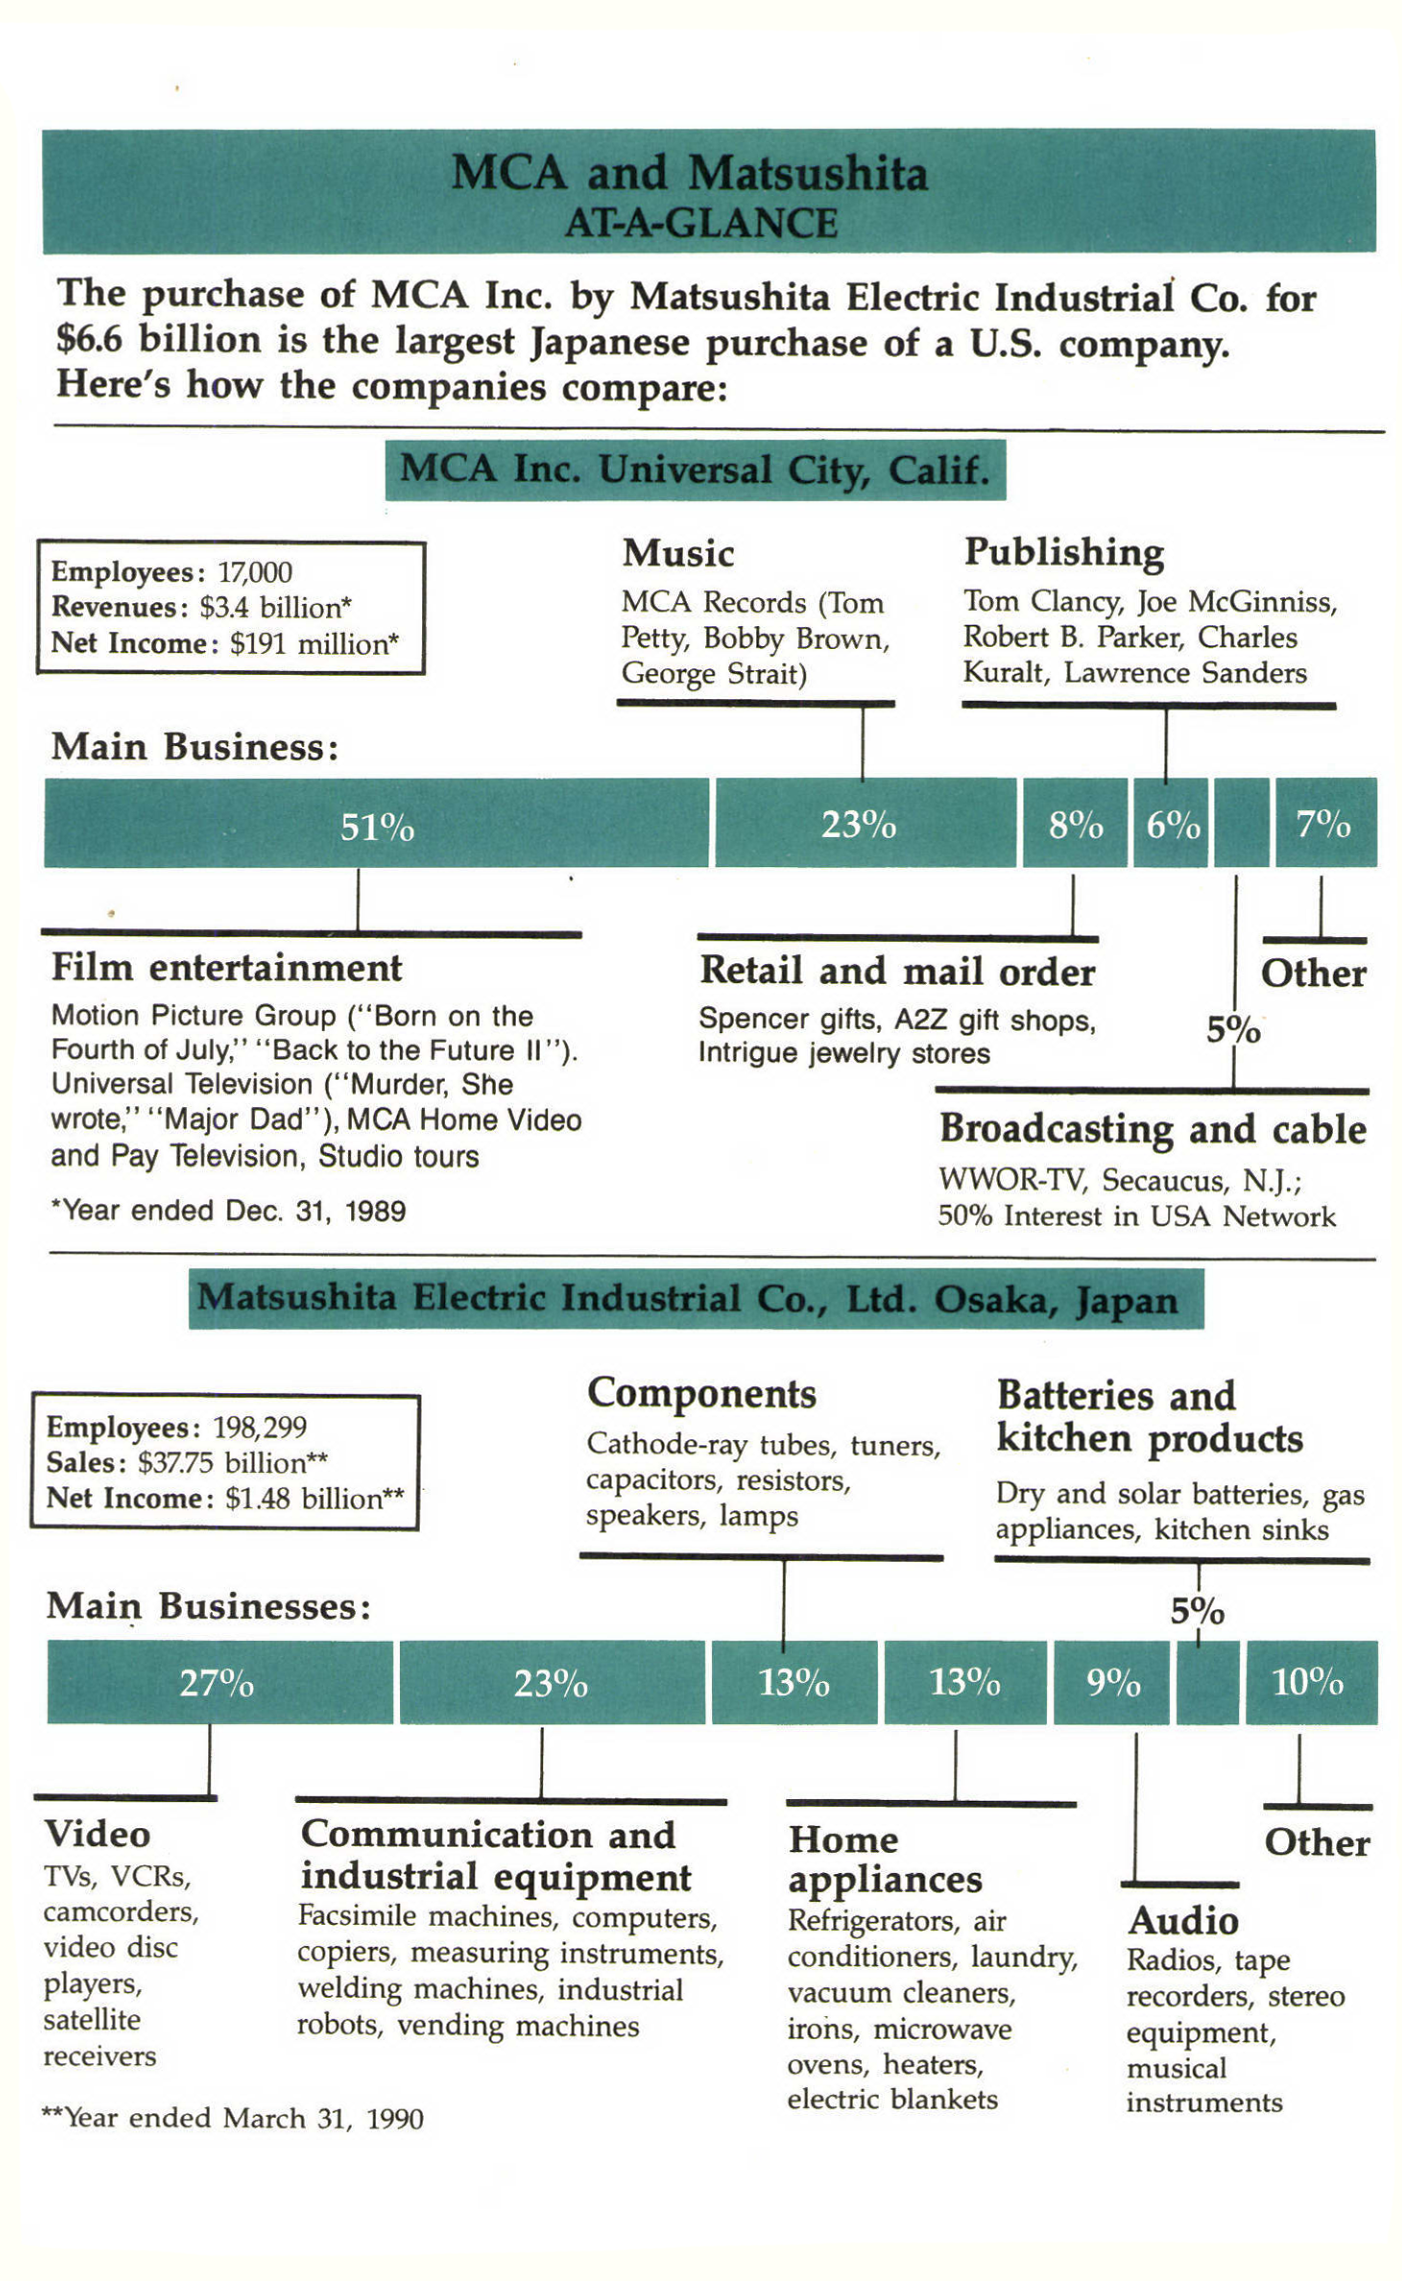 MCA and Matsushita
AT-A-GLANCE
The purchase of MCA Inc. by Matsushita Electric Industrial Co. for
$6.6 billion is the largest Japanese purchase of a U.S. company.
Here's how the companies compare:
MCA Inc. Universal City, Calif.
Employees: 17,000
Revenues: $3.4 billion*
Net Income: $191 million*
Music
MCA Records (Tom
Petty, Bobby Brown,
George Strait)
Publishing
Tom Clancy, Joe McGinniss,
Robert B. Parker, Charles
Kuralt, Lawrence Sanders
Main Business:
51%
23%
8%
6%
7%
Film entertainment
Motion Picture Group (“Born on the
Fourth of July,” “Back to the Future II”).
Universal Television (“Murder, She
wrote,” “Major Dad”), MCA Home Video
and Pay Television, Studio tours
*Year ended Dec. 31, 1989
Retail and mail order
Spencer gifts, A2Z gift shops,
Intrigue jewelry stores
Other
5%
Broadcasting and cable
WWOR-TV, Secaucus, N.J.;
50% Interest in USA Network
Matsushita Electric Industrial Co., Ltd. Osaka, Japan
Employees: 198,299
Sales: $37.75 billion**
Net Income: $1.48 billion**
Components
Cathode-ray tubes, tuners,
capacitors, resistors,
speakers, lamps
Batteries and
kitchen products
Dry and solar batteries, gas
appliances, kitchen sinks
5%
Main Businesses:
27%
23%
13%
13%
9%
10%
Video
TVs, VCRs,
camcorders,
video disc
players,
satellite
receivers
Communication and
industrial equipment
Facsimile machines, computers,
copiers, measuring instruments,
welding machines, industrial
robots, vending machines
Home
appliances
Refrigerators, air
conditioners, laundry,
vacuum cleaners,
irons, microwave
ovens, heaters,
electric blankets
Audio
Radios, tape
recorders, stereo
equipment,
musical
instruments
Other
**Year ended March 31, 1990